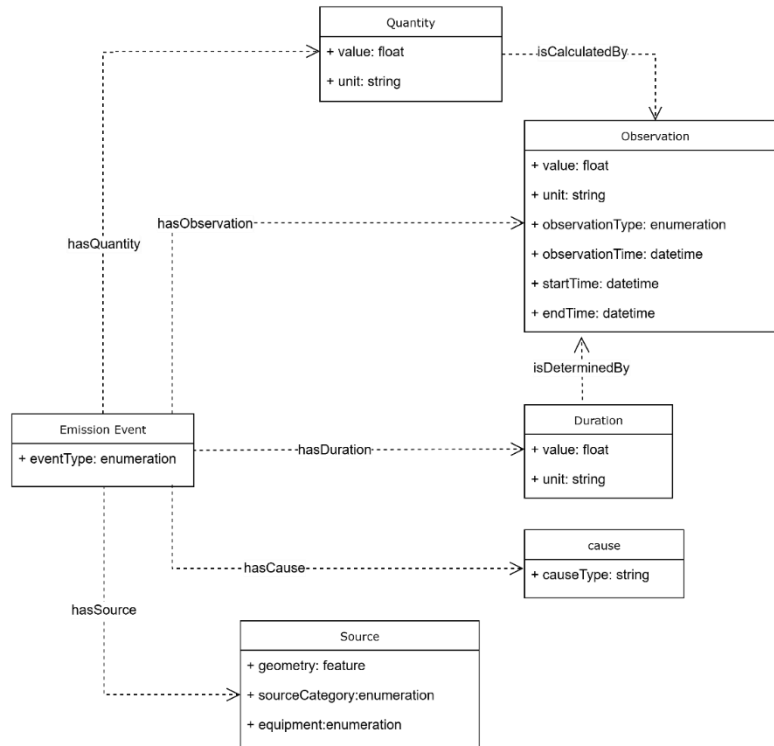 Quantity
+ value: float
+ unit: string
isCalculatedBy
Observation
+ value: float
+ unit: string
+ observationType: enumeration
+ observationTime: datetime
+ startTime: datetime
+ endTime: datetime
hasObservation
hasQuantity
isDeterminedBy
Emission Event
+ eventType: enumeration
hasDuration
Duration
+ value: float
+ unit: string
cause
+ causeType: string
hasCause
hasSource
Source
+ geometry: feature
+ sourceCategory:enumeration
+ equipment:enumeration